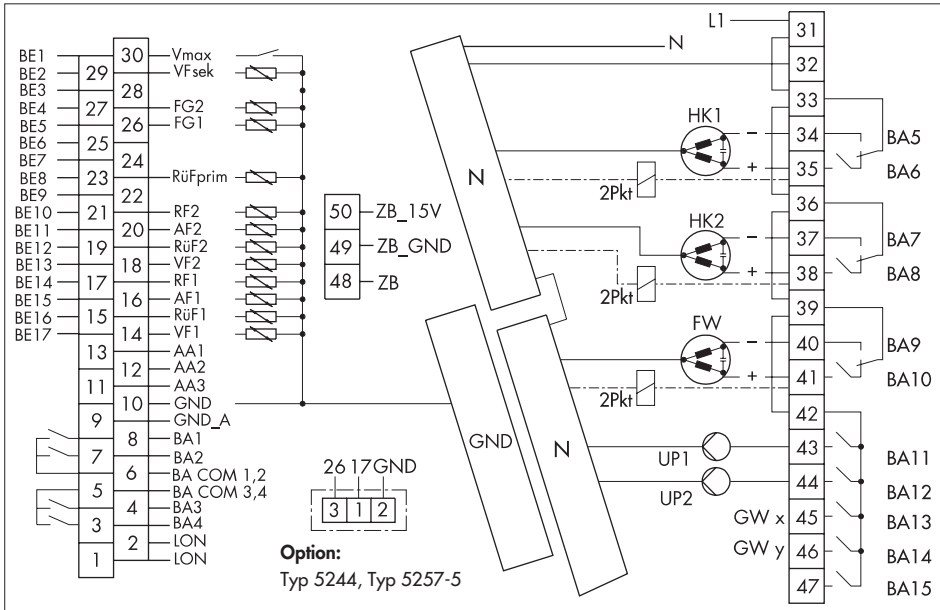 BE1 30 Vmax
BE2 29 VFsek
BE3 28
BE4 27 FG2
BE5 26 FG1
BE6 25
BE7 24
BE8 23 RüFprim
BE9 22
BE10 21 RF2
BE11 20 AF2
BE12 19 RüF2
BE13 18 VF2
BE14 17 RF1
BE15 16 AF1
BE16 15 RüF1
BE17 14 VF1
13 AA1
12 AA2
11 AA3
10 GND
9 GND_A
8 BA1
7 BA2
6 BA COM 1,2
5 BA COM 3,4
4 BA3
3 BA4
2 LON
1 LON
50 ZB_15V
49 ZB_GND
48 ZB
26 17 GND
3 1 2
Option:
Typ 5244, Typ 5257-5
N
GND
N
L1 31
N
32
33
HK1 − 34 BA5
+ 35 BA6
2Pkt
36
HK2 − 37 BA7
+ 38 BA8
2Pkt
39
FW − 40 BA9
+ 41 BA10
2Pkt
42
UP1 43 BA11
UP2 44 BA12
GW x 45 BA13
GW y 46 BA14
47 BA15